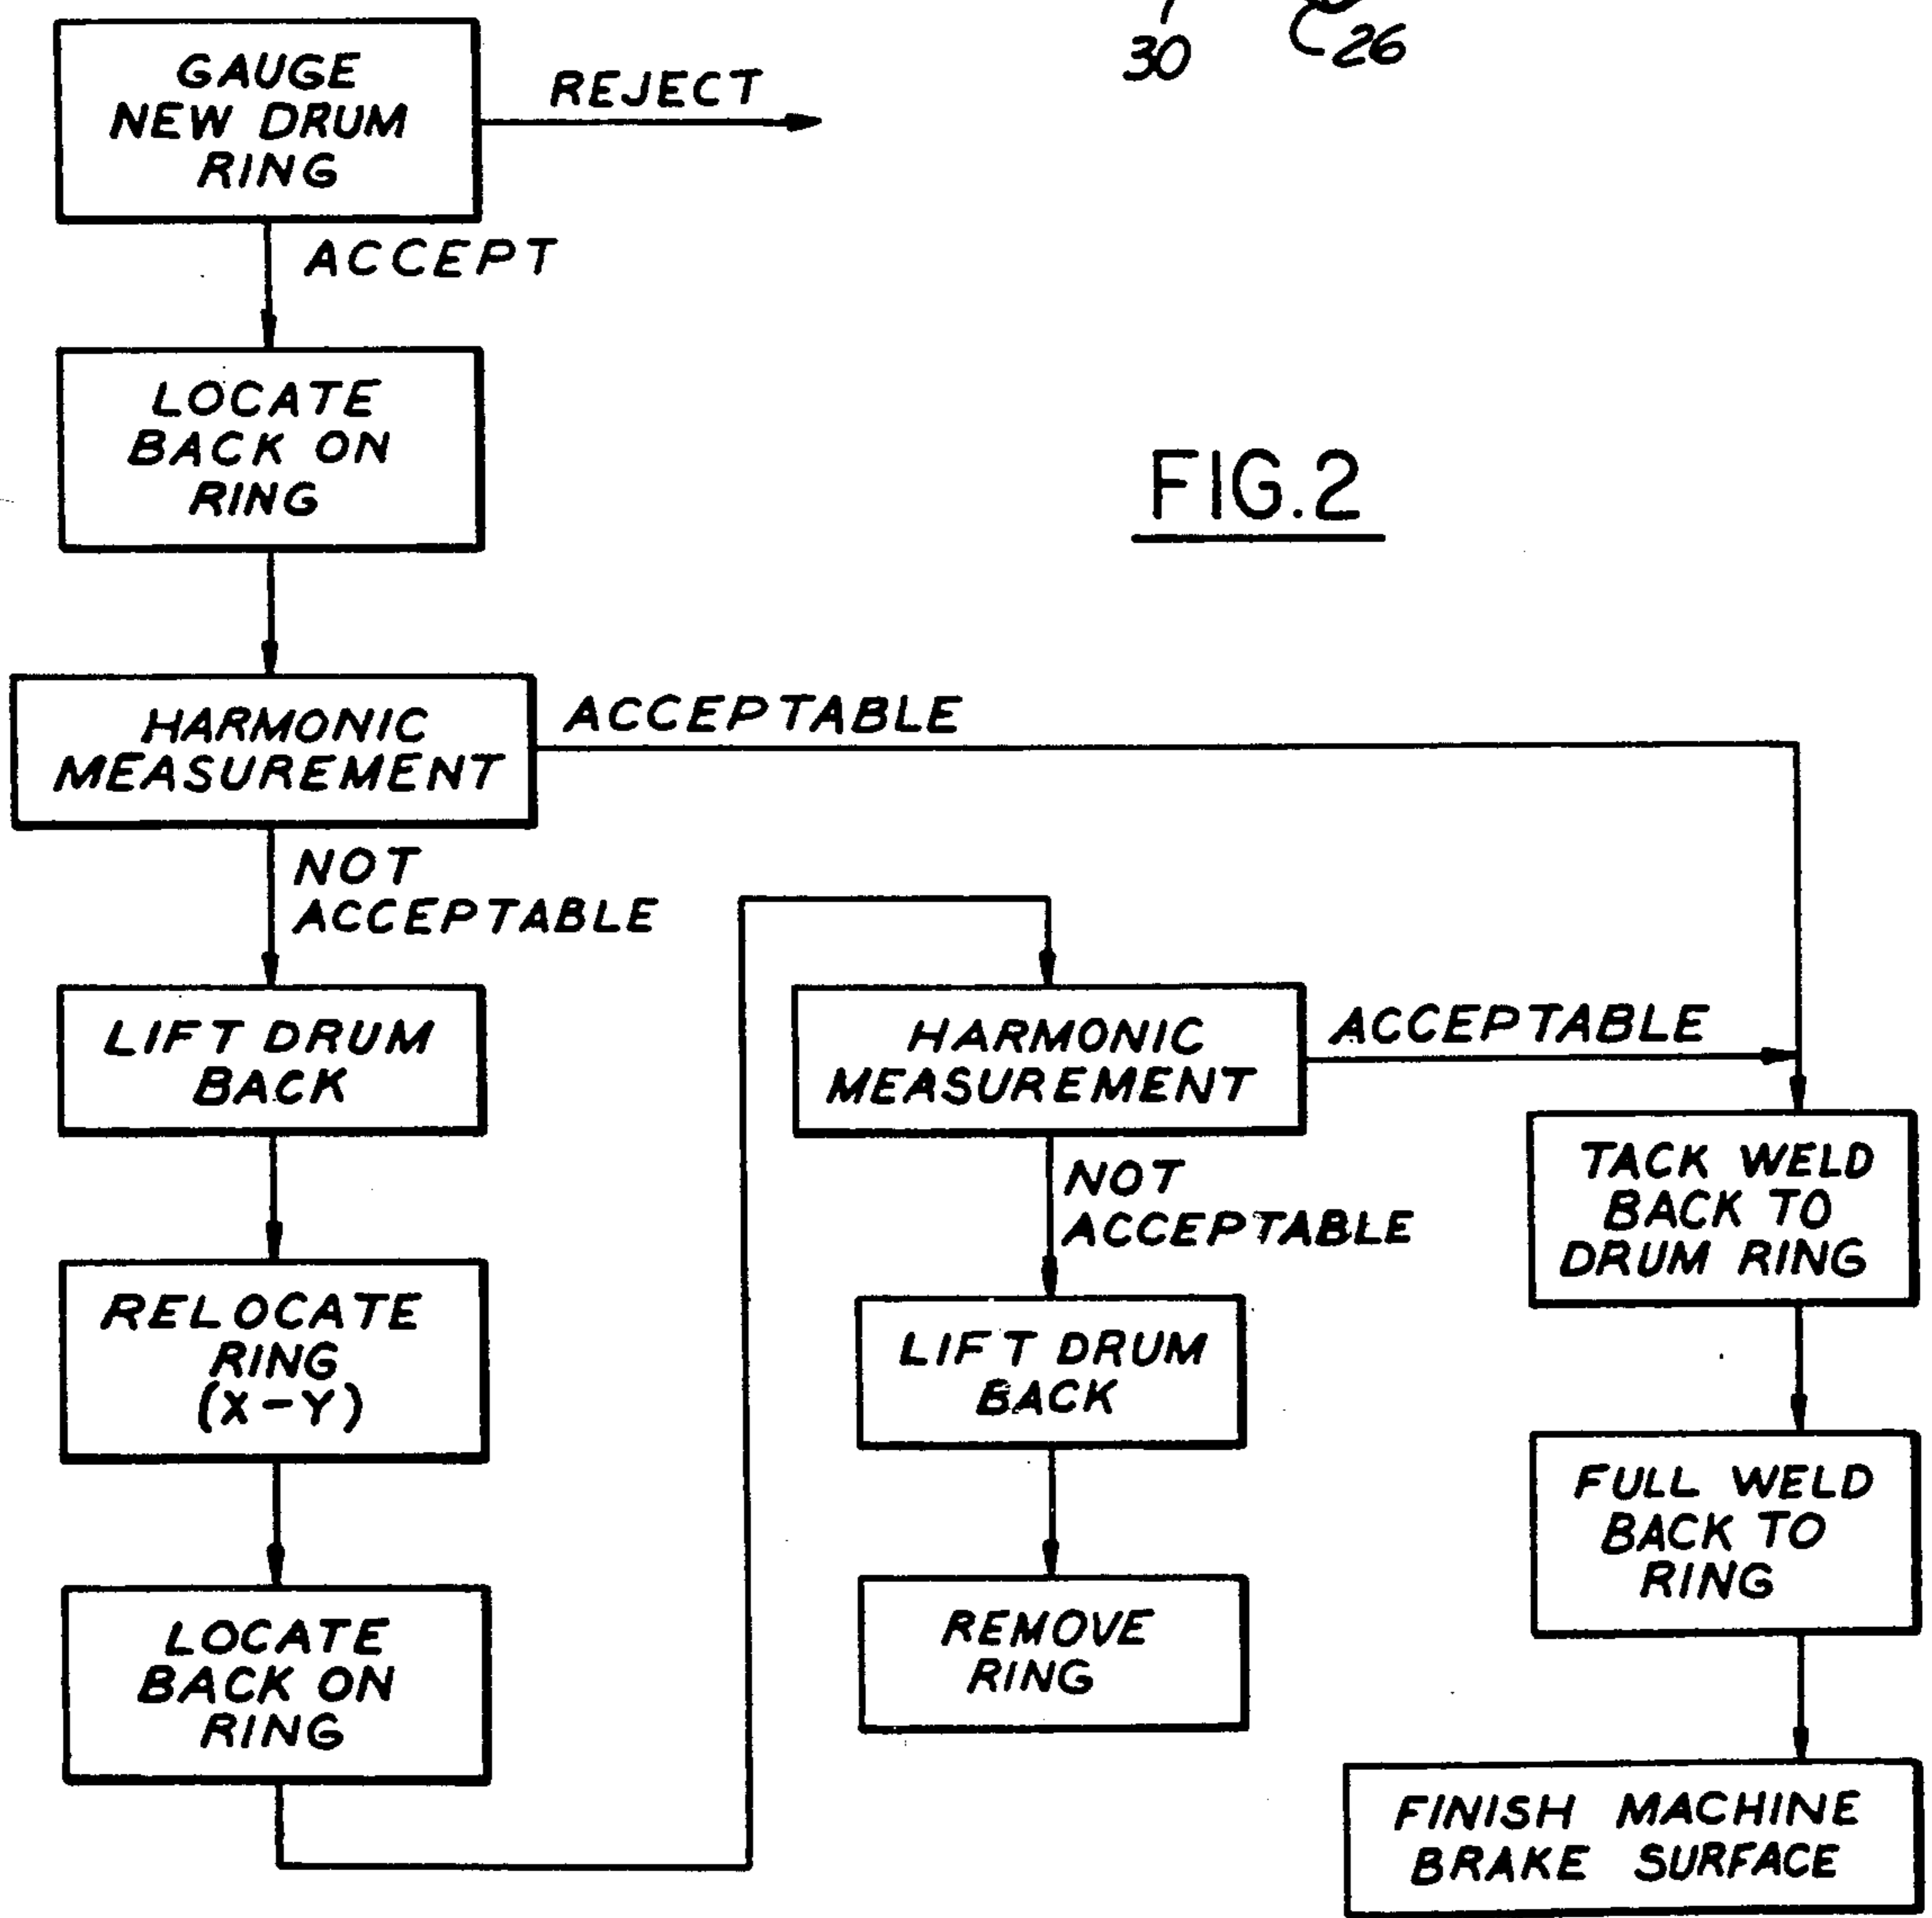 30
26
GAUGE
NEW DRUM
RING
REJECT
ACCEPT
LOCATE
BACK ON
RING
FIG.2
HARMONIC
MEASUREMENT
ACCEPTABLE
NOT
ACCEPTABLE
LIFT DRUM
BACK
RELOCATE
RING
(X-Y)
LOCATE
BACK ON
RING
HARMONIC
MEASUREMENT
ACCEPTABLE
NOT
ACCEPTABLE
LIFT DRUM
BACK
REMOVE
RING
TACK WELD
BACK TO
DRUM RING
FULL WELD
BACK TO
RING
FINISH MACHINE
BRAKE SURFACE